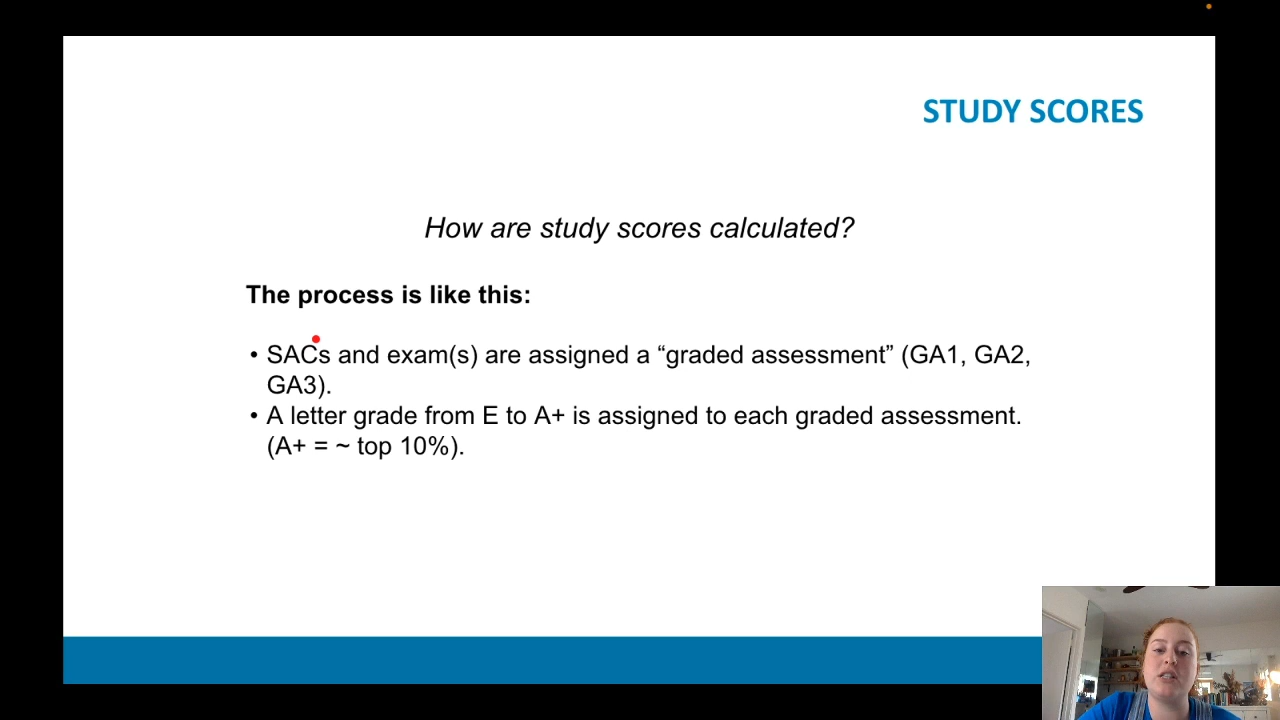 STUDY SCORES
How are study scores calculated?
The process is like this:
• SACs and exam(s) are assigned a “graded assessment” (GA1, GA2,
GA3).
• A letter grade from E to A+ is assigned to each graded assessment.
(A+ = ~ top 10%).